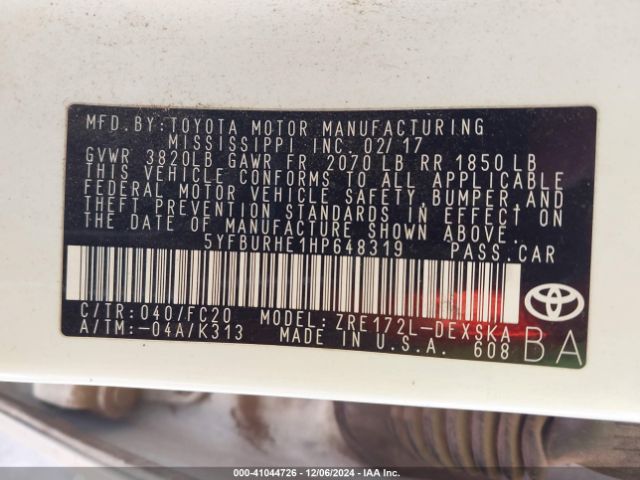 MFD. BY: TOYOTA MOTOR MANUFACTURING
MISSISSIPPI INC. 02/17
GVWR 3820LB GAWR FR 2070 LB RR 1850 LB
THIS VEHICLE CONFORMS TO ALL APPLICABLE
FEDERAL MOTOR VEHICLE SAFETY, BUMPER, AND
THEFT PREVENTION STANDARDS IN EFFECT ON
THE DATE OF MANUFACTURE SHOWN ABOVE.
5YFBURHE1HP648319 PASS. CAR
C/TR: 040/FC20 MODEL: ZRE172L-DEXSKA
A/TM: -04A/K313 MADE IN U.S.A. 608
BA
000-41044726 - 12/06/2024 - IAA Inc.